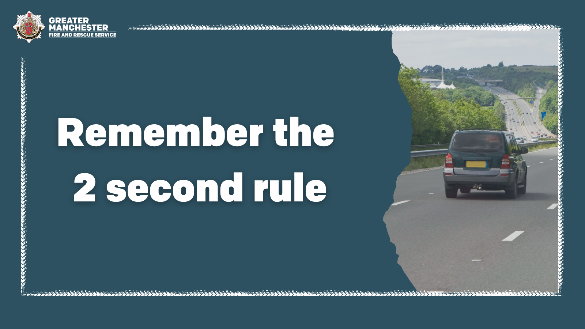 GREATER
MANCHESTER
FIRE AND RESCUE SERVICE
Remember the
2 second rule